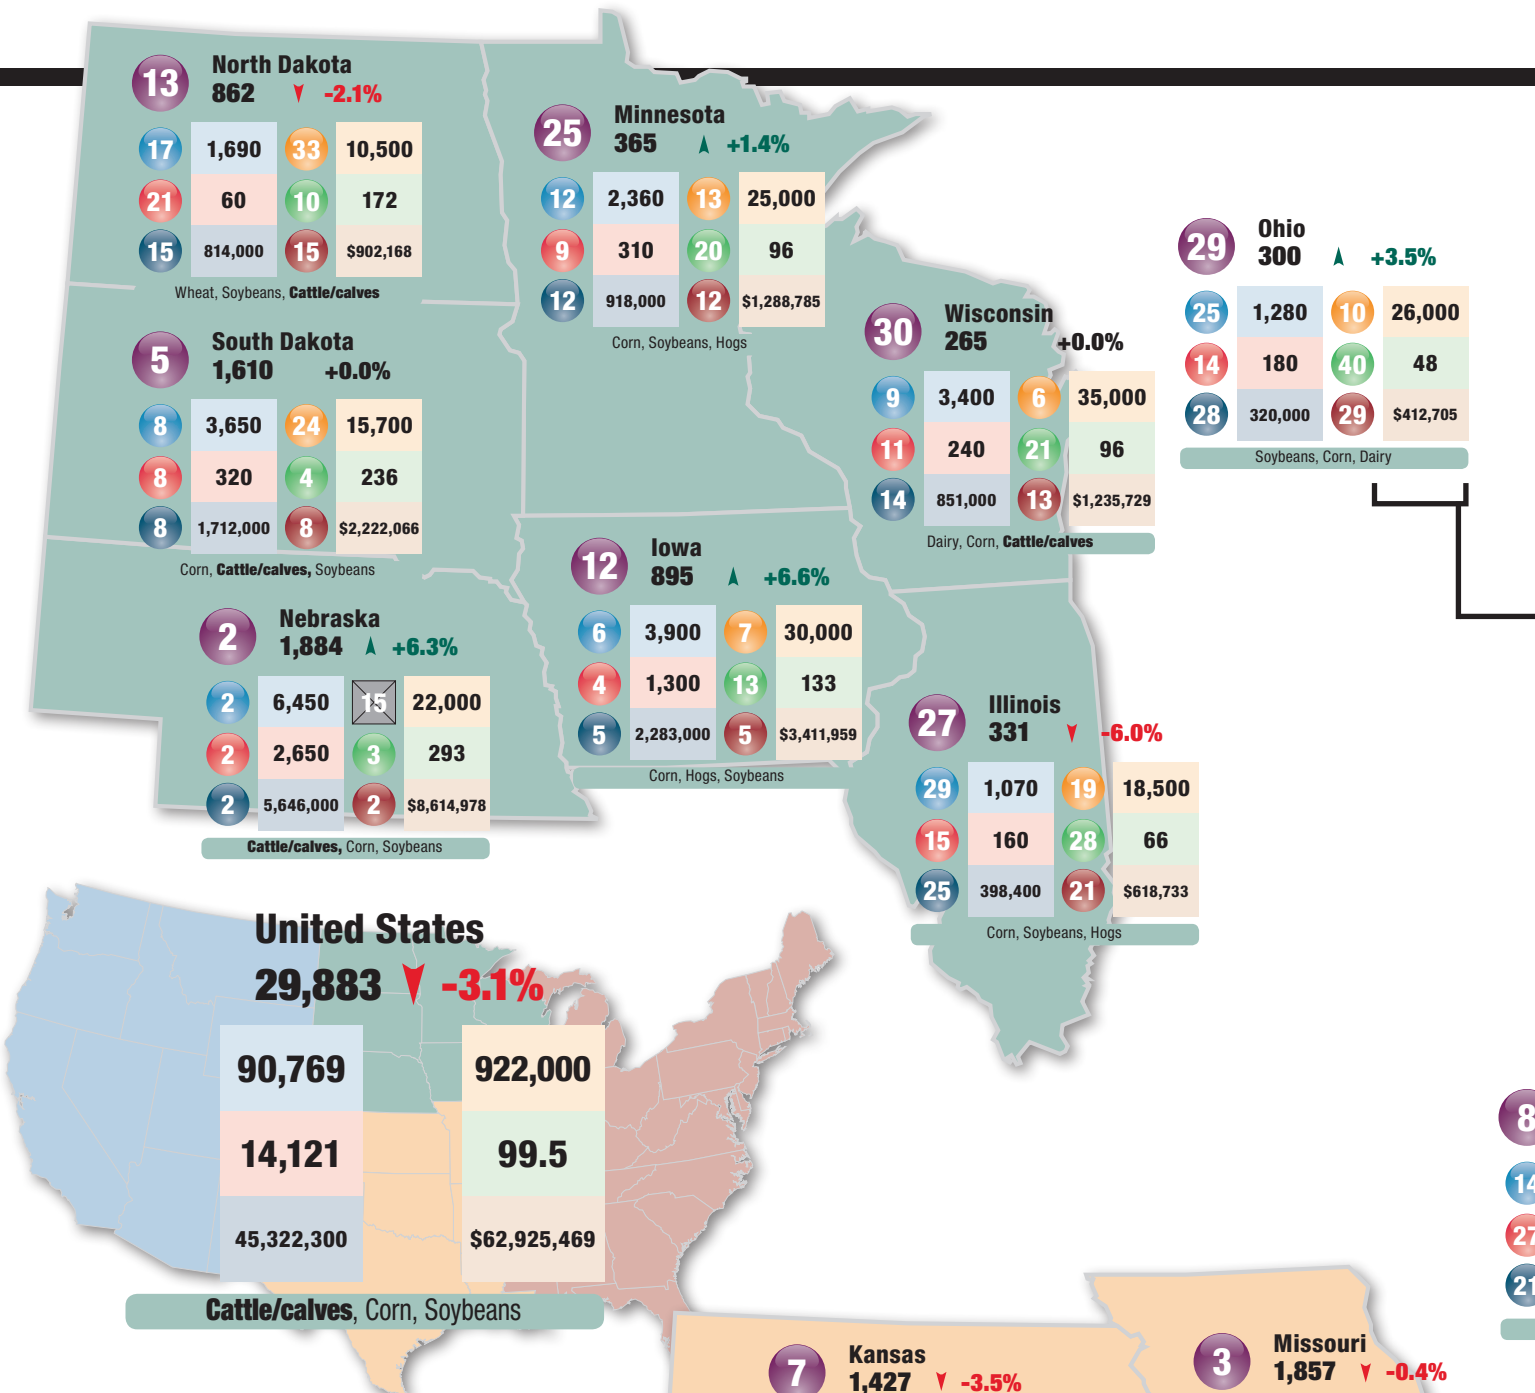 13 North Dakota
862 -2.1%
17 1,690 33 10,500
21 60 10 172
15 814,000 15 $902,168
Wheat, Soybeans, Cattle/calves
25 Minnesota
365 +1.4%
12 2,360 13 25,000
9 310 20 96
12 918,000 12 $1,288,785
Corn, Soybeans, Hogs
29 Ohio
300 +3.5%
25 1,280 10 26,000
14 180 40 48
28 320,000 29 $412,705
Soybeans, Corn, Dairy
5 South Dakota
1,610 +0.0%
8 3,650 24 15,700
8 320 4 236
8 1,712,000 8 $2,222,066
Corn, Cattle/calves, Soybeans
30 Wisconsin
265 +0.0%
9 3,400 6 35,000
11 240 21 96
14 851,000 13 $1,235,729
Dairy, Corn, Cattle/calves
12 Iowa
895 +6.6%
6 3,900 7 30,000
4 1,300 13 133
5 2,283,000 5 $3,411,959
Corn, Hogs, Soybeans
2 Nebraska
1,884 +6.3%
2 6,450 15 22,000
2 2,650 3 293
2 5,646,000 2 $8,614,978
Cattle/calves, Corn, Soybeans
27 Illinois
331 -6.0%
29 1,070 19 18,500
15 160 28 66
25 398,400 21 $618,733
Corn, Soybeans, Hogs
United States
29,883 -3.1%
90,769 922,000
14,121 99.5
45,322,300 $62,925,469
Cattle/calves, Corn, Soybeans
8
14
27
21
7 Kansas
1,427 -3.5%
3 Missouri
1,857 -0.4%